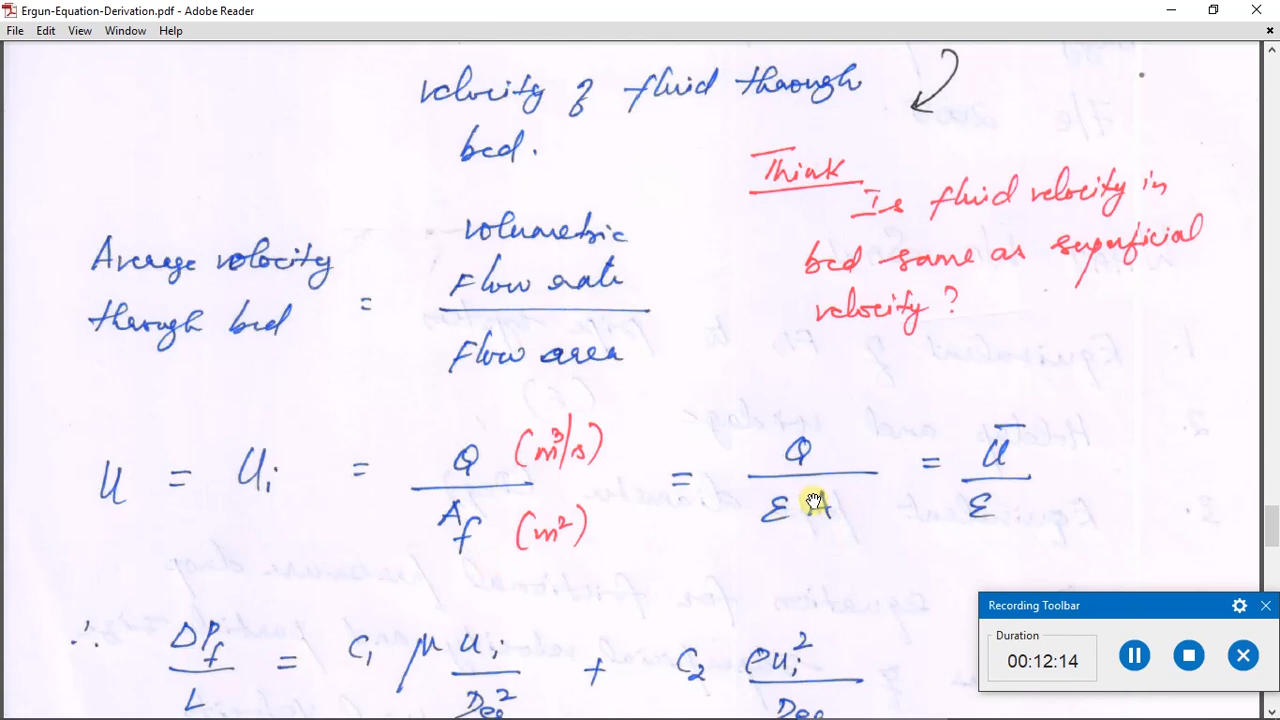 Ergun-Equation-Derivation.pdf - Adobe Reader
File Edit View Window Help
velocity of fluid through
bed.
Think
Is fluid velocity in
bed same as superficial
velocity?
Average velocity
through bed
=
volumetric
Flow rate
Flow area
u = ui = Q (m³/s) / Af (m²) = Q / ε A = U̅ / ε
∴ ΔPf / L = C1 μ ui / Deq² + C2 ρ ui² / Deq
Recording Toolbar
Duration
00:12:14